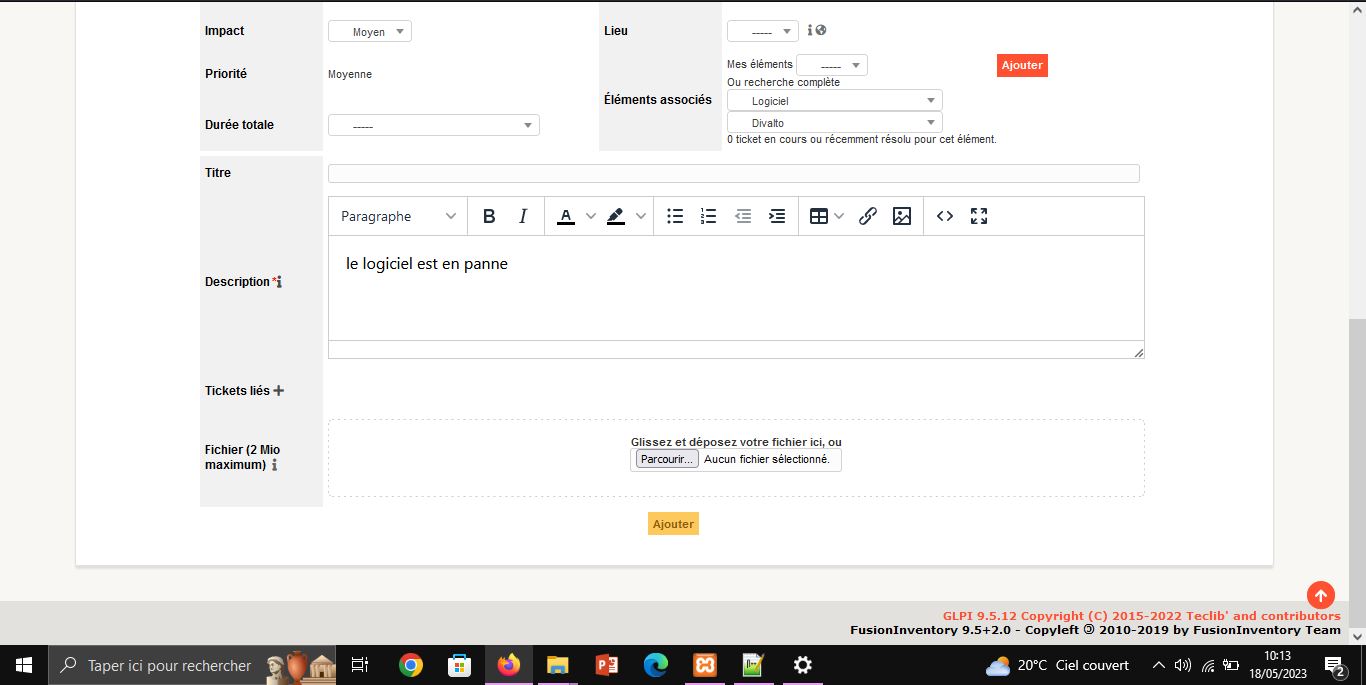 Impact
Moyen
Lieu
-----
Priorité
Moyenne
Mes éléments
-----
Ajouter
Ou recherche complète
Éléments associés
Logiciel
Durée totale
-----
Divalto
0 ticket en cours ou récemment résolu pour cet élément.
Titre
Paragraphe
B I A
Description *
le logiciel est en panne
Tickets liés
Fichier (2 Mio
maximum)
Glissez et déposez votre fichier ici, ou
Parcourir... Aucun fichier sélectionné.
Ajouter
GLPI 9.5.12 Copyright (C) 2015-2022 Teclib' and contributors
FusionInventory 9.5+2.0 - Copyleft 🄯 2010-2019 by FusionInventory Team
Taper ici pour rechercher
20°C Ciel couvert
10:13
18/05/2023
2